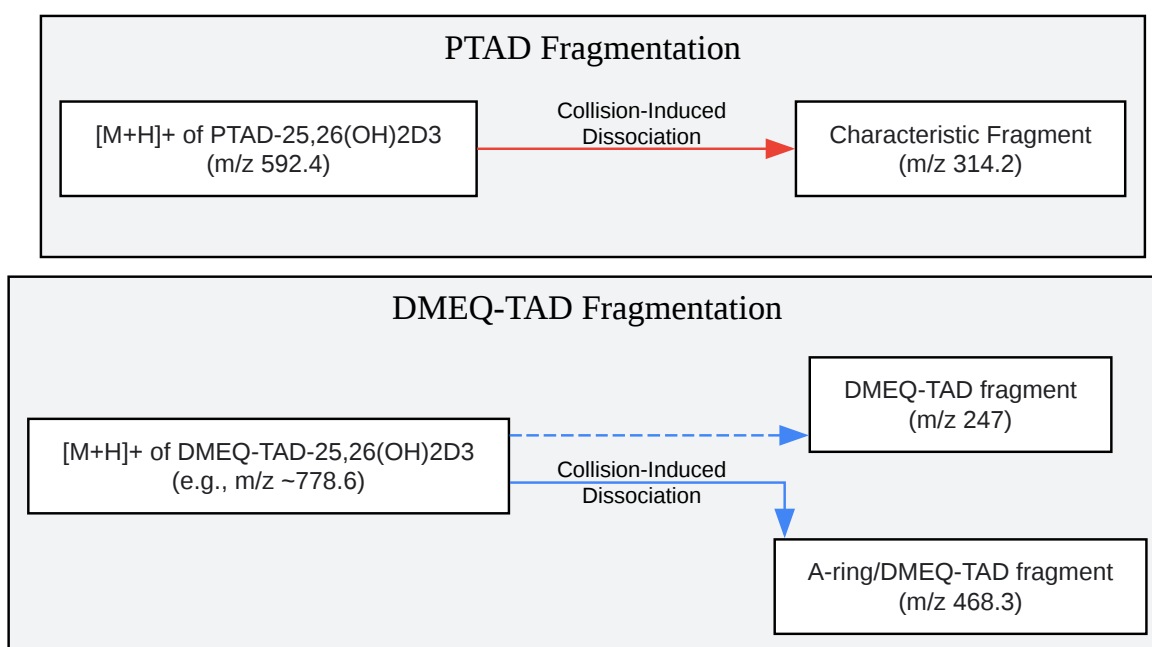 PTAD Fragmentation
[M+H]+ of PTAD-25,26(OH)2D3
(m/z 592.4)
Collision-Induced
Dissociation
Characteristic Fragment
(m/z 314.2)
DMEQ-TAD Fragmentation
[M+H]+ of DMEQ-TAD-25,26(OH)2D3
(e.g., m/z ~778.6)
Collision-Induced
Dissociation
DMEQ-TAD fragment
(m/z 247)
A-ring/DMEQ-TAD fragment
(m/z 468.3)